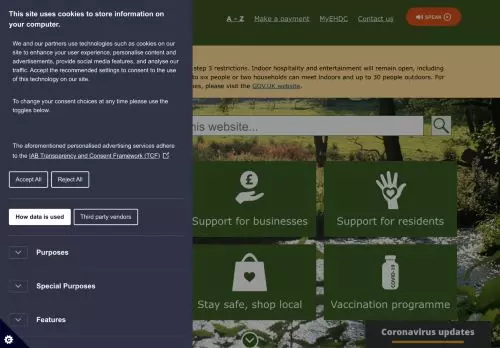 This site uses cookies to store information on
your computer.
We and our partners use technologies such as cookies on our
site to enhance your user experience, personalise content and
advertisements, provide social media features, and analyse our
traffic. Accept the recommended settings to consent to the use
of this technology on our site.
To change your consent choices at any time please use the
toggles below.
The aforementioned personalised advertising services adhere
to the IAB Transparency and Consent Framework (TCF)
Accept All Reject All
How data is used Third party vendors
Purposes
Special Purposes
Features
A - Z Make a payment MyEHDC Contact us SPEAK
step 3 restrictions. Indoor hospitality and entertainment will remain open, including
to six people or two households can meet indoors and up to 30 people outdoors. For
please visit the GOV.UK website.
this website...
£
Support for businesses
Support for residents
COVID-19
Stay safe, shop local
Vaccination programme
Coronavirus updates